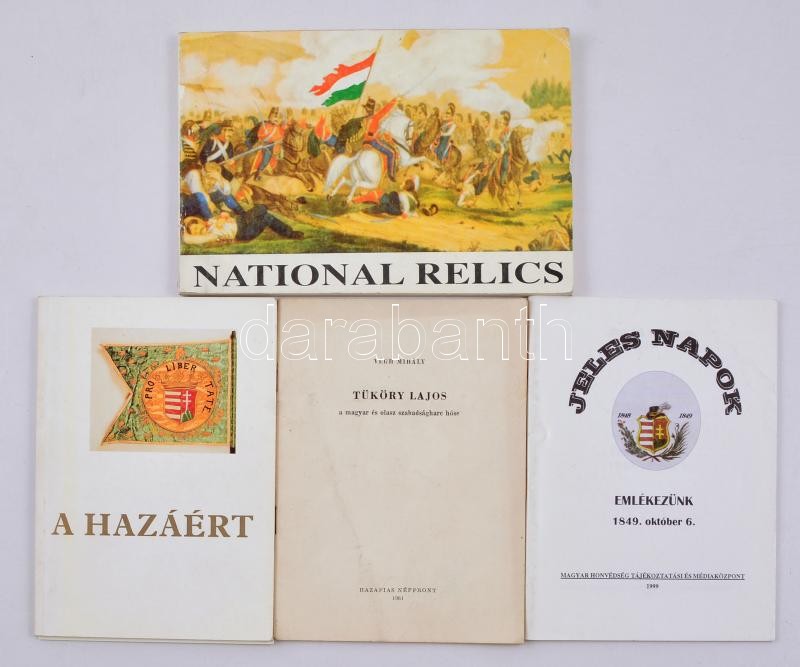 NATIONAL RELICS
darabanth
PRO LIBERTATE
A HAZÁÉRT
VÉGH MIHÁLY
TÜKÖRY LAJOS
a magyar és olasz szabadságharc hőse
HAZAFIAS NÉPFRONT
1961
JELES NAPOK
1848 1849
EMLÉKEZÜNK
1849. október 6.
MAGYAR HONVÉDSÉG TÁJÉKOZTATÁSI ÉS MÉDIAKÖZPONT
1999